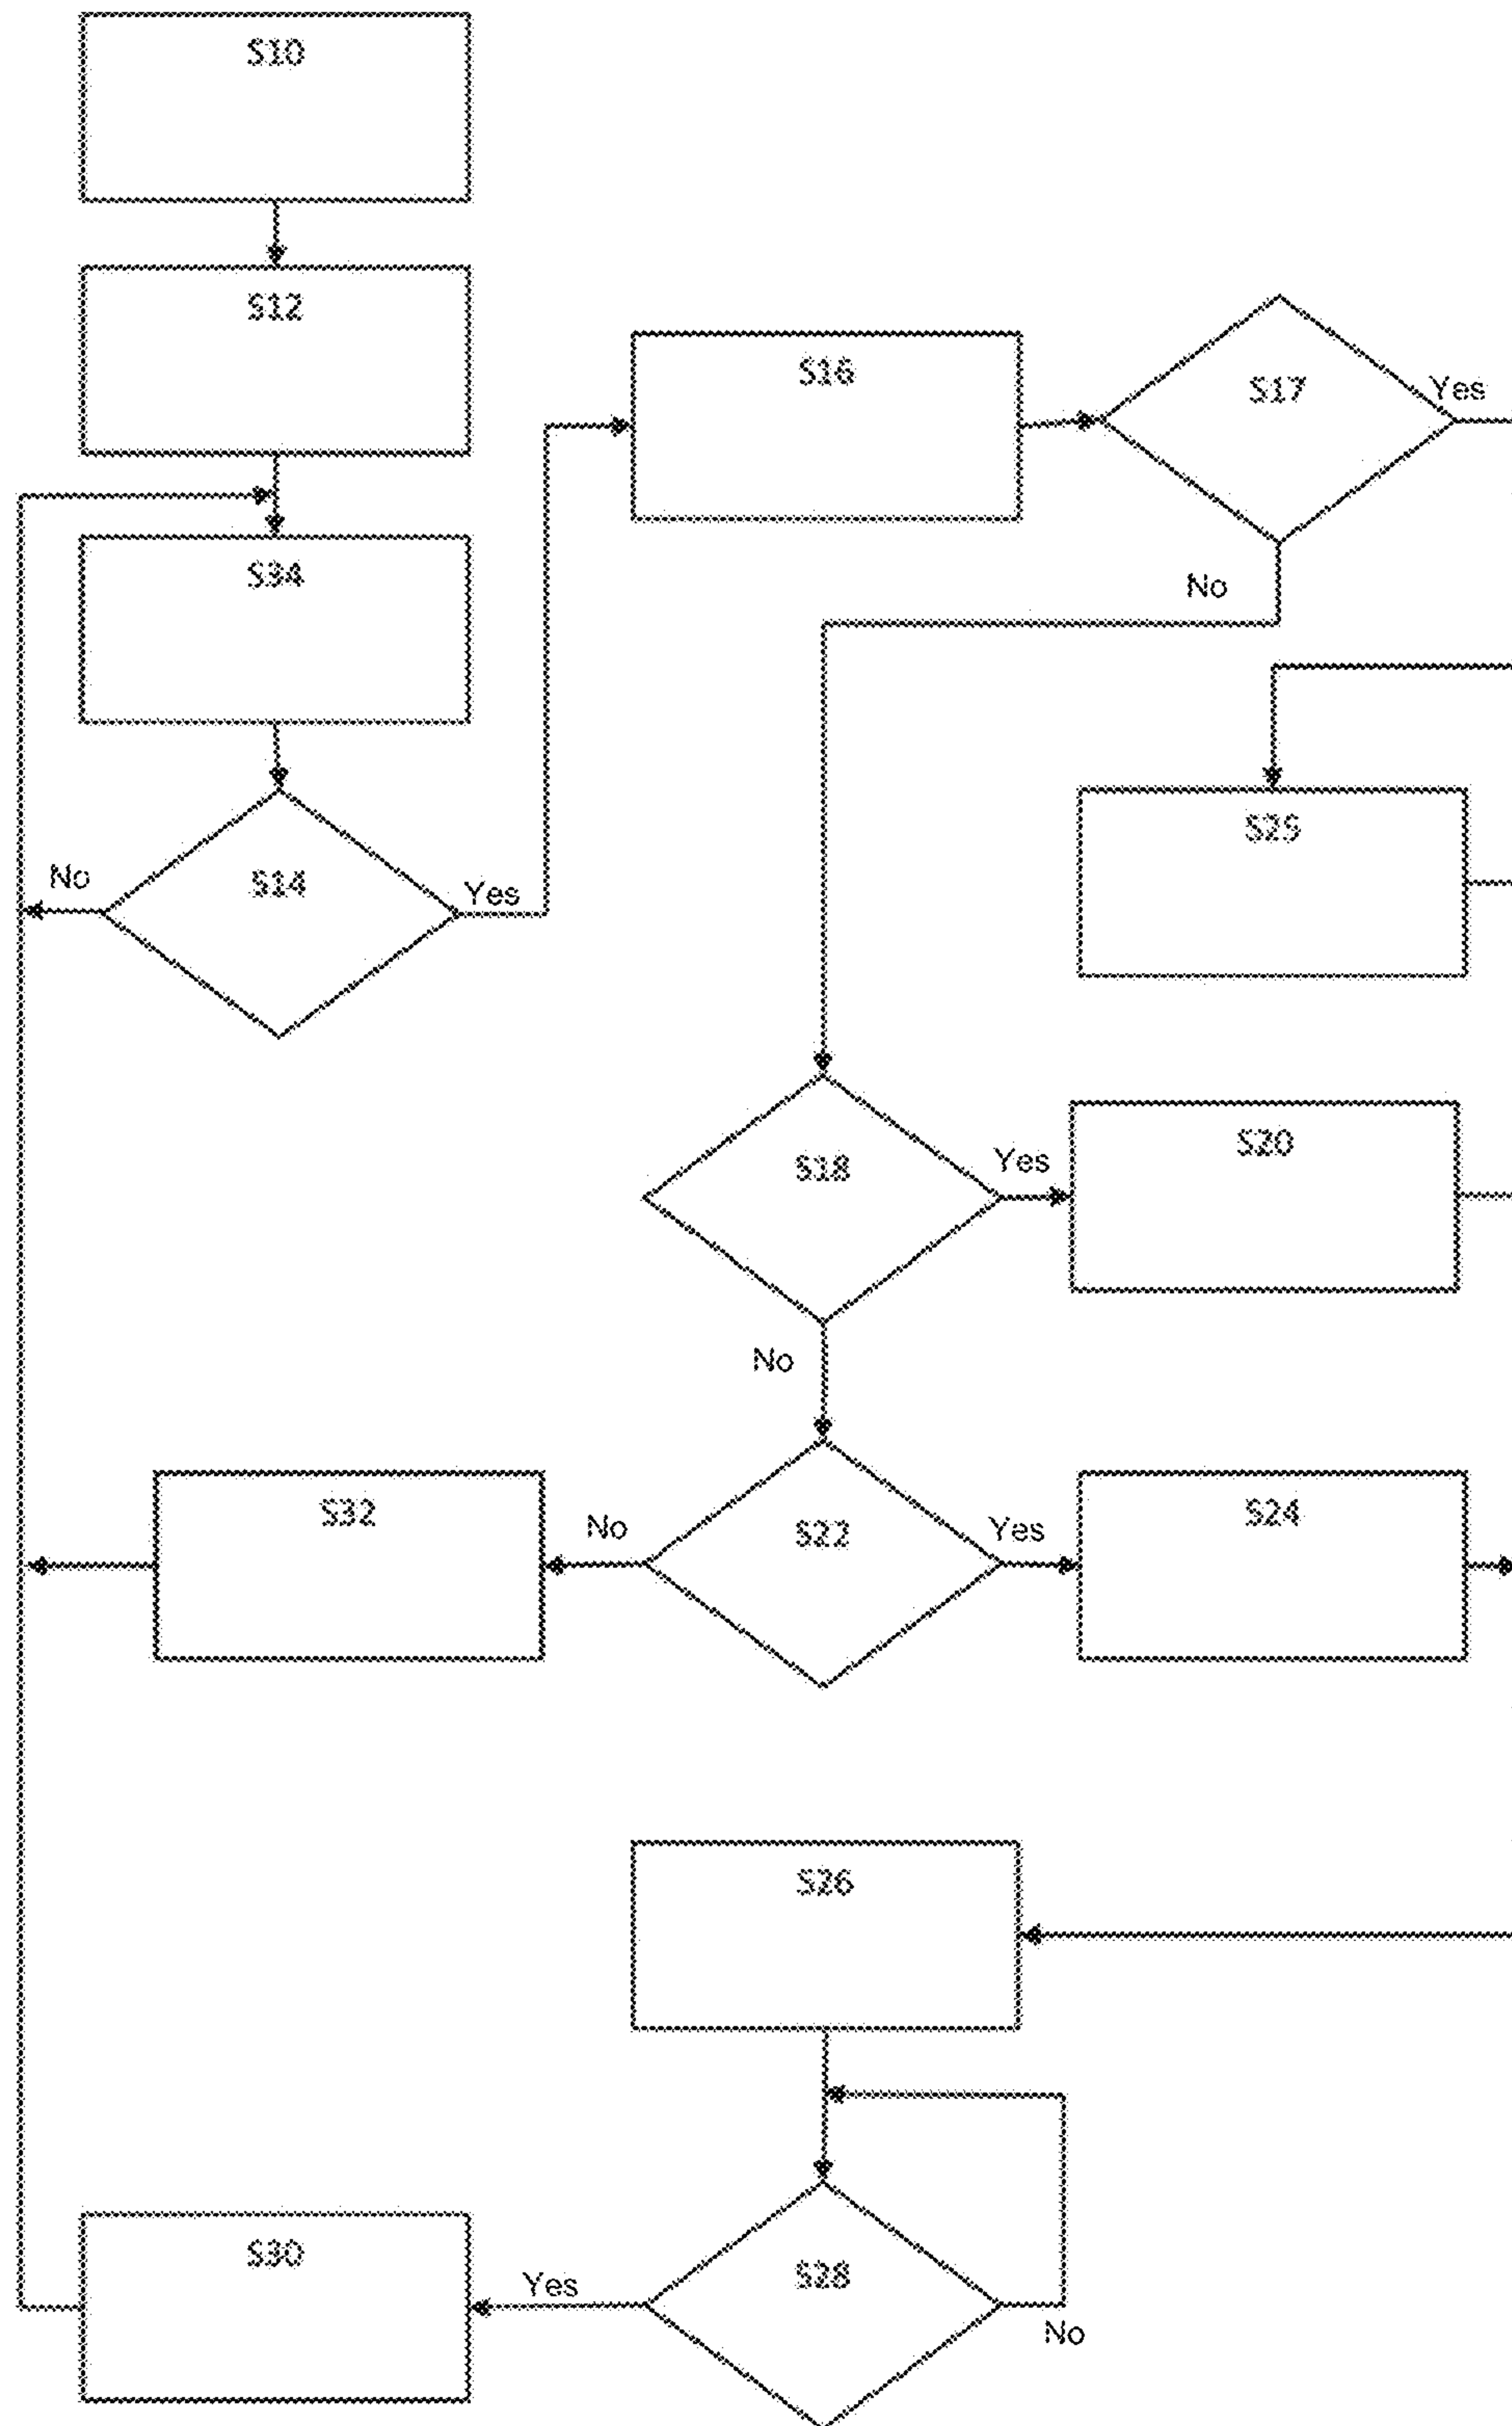 S10
S12
S16
S17
Yes
S34
No
S25
S14
No
Yes
S18
Yes
S20
No
S32
No
S22
Yes
S24
S26
S30
Yes
S28
No